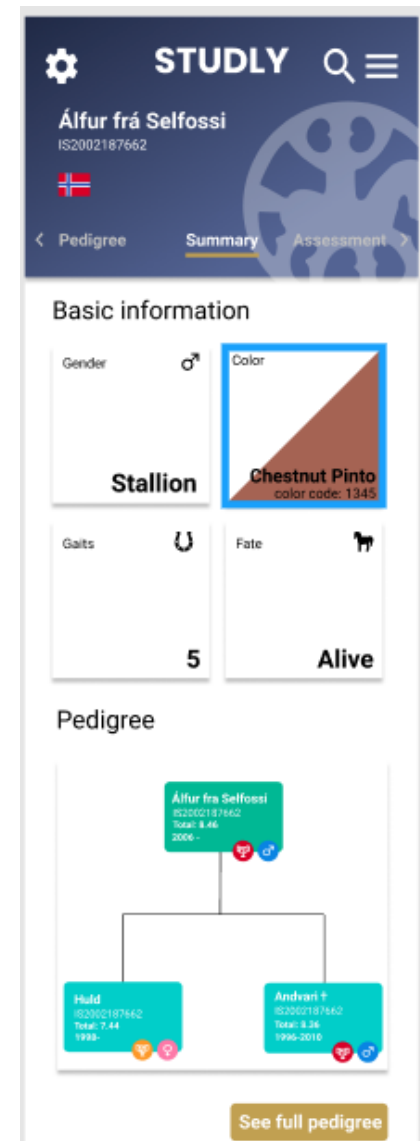 STUDLY
Álfur frá Selfossi
IS2002187662
Pedigree Summary Assessment
Basic information
Gender
Stallion
Color
Chestnut Pinto
color code: 1345
Gaits
5
Fate
Alive
Pedigree
Álfur fra Selfossi
IS2002187662
Total: 8.46
2006 -
Huld
IS2002187662
Total: 7.44
1990-
Andvari †
IS2002187662
Total: 8.36
1996-2010
See full pedigree